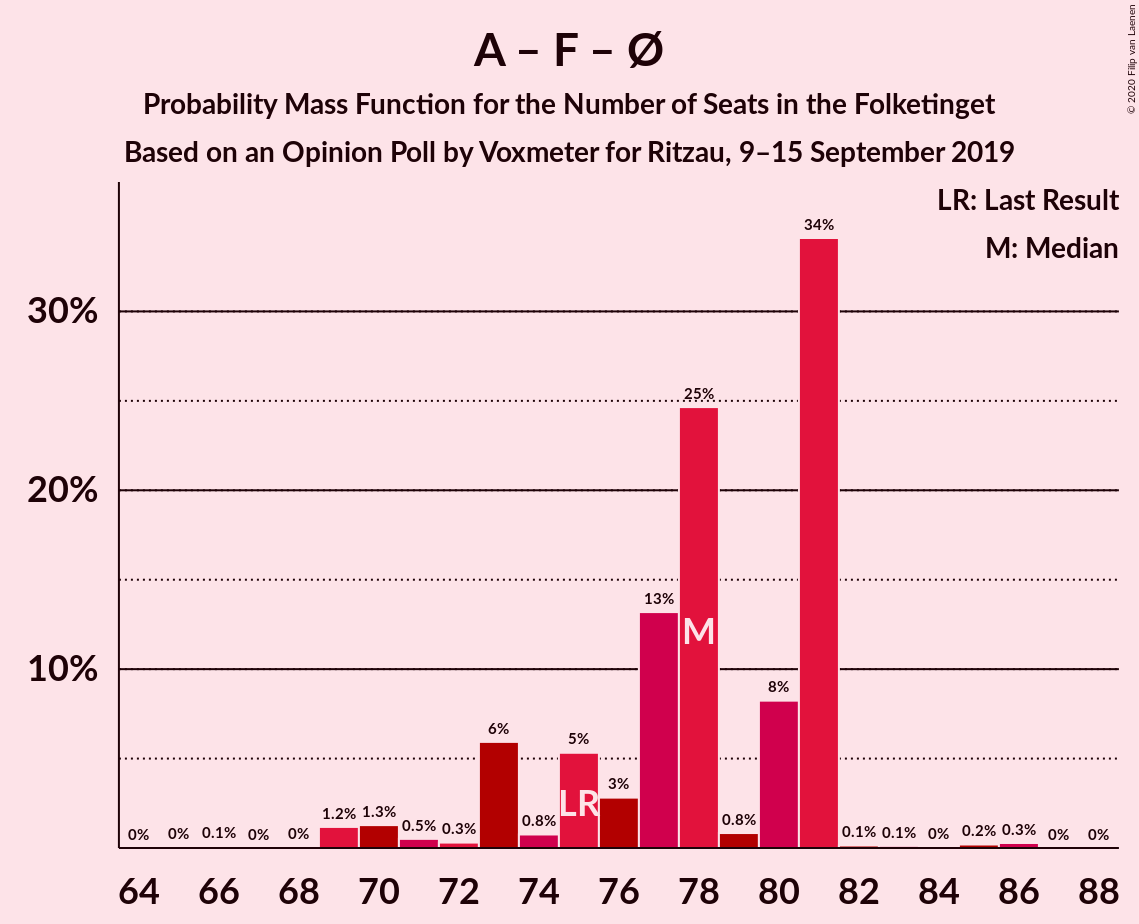 A – F – Ø
Probability Mass Function for the Number of Seats in the Folketinget
Based on an Opinion Poll by Voxmeter for Ritzau, 9–15 September 2019
© 2020 Filip van Laenen
LR: Last Result
M: Median
30%
20%
10%
0% 0% 0.1% 0% 0% 1.2% 1.3% 0.5% 0.3% 6% 0.8% 5% 3% 13% 25% 0.8% 8% 34% 0.1% 0.1% 0% 0.2% 0.3% 0% 0%
LR M
64 66 68 70 72 74 76 78 80 82 84 86 88